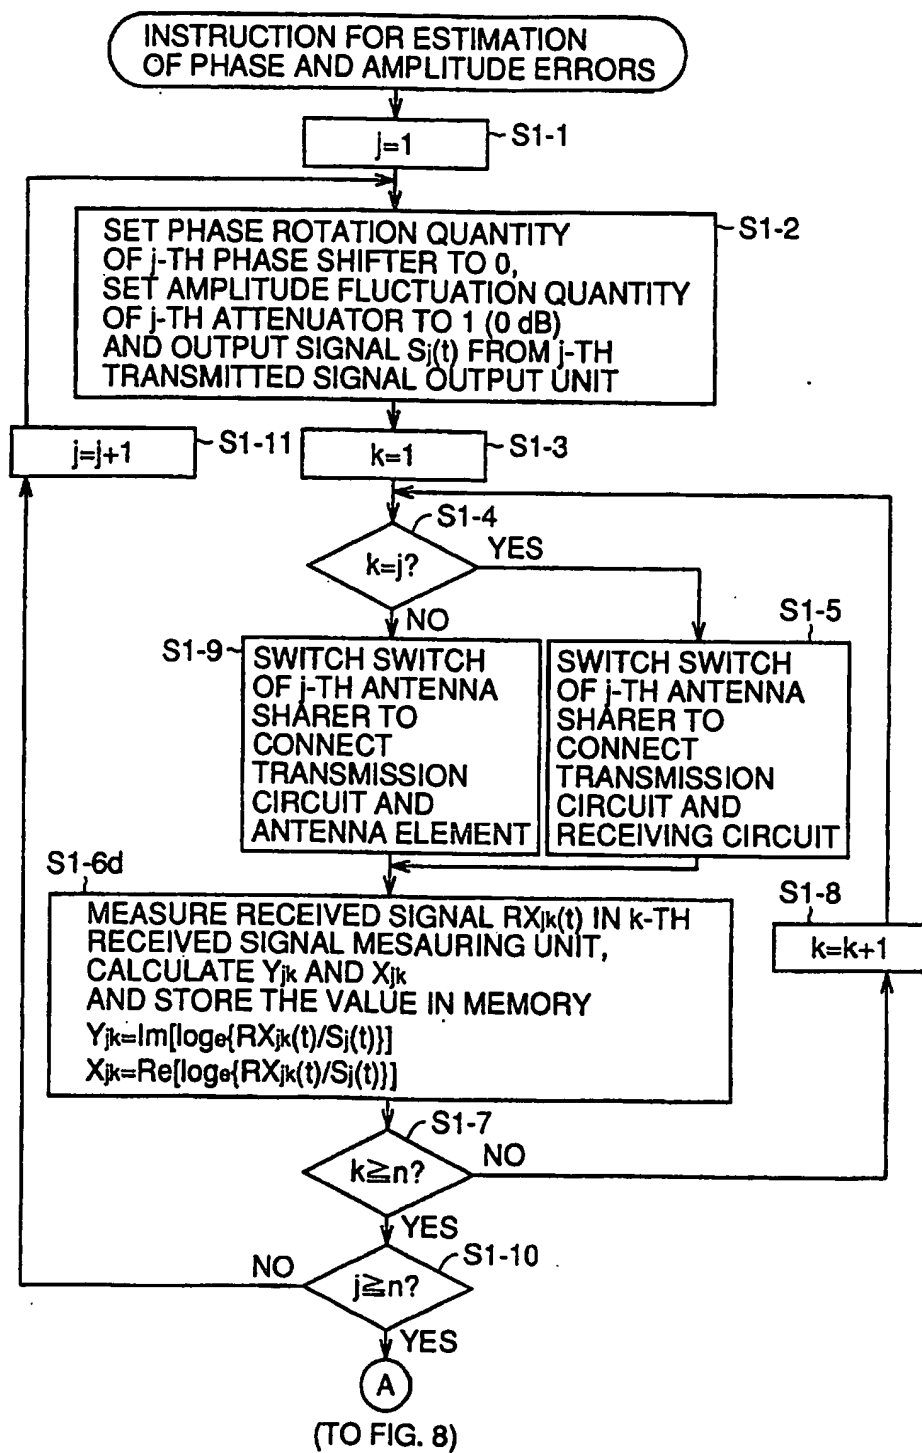 INSTRUCTION FOR ESTIMATION
OF PHASE AND AMPLITUDE ERRORS
j=1
S1-1
SET PHASE ROTATION QUANTITY
OF j-TH PHASE SHIFTER TO 0,
SET AMPLITUDE FLUCTUATION QUANTITY
OF j-TH ATTENUATOR TO 1 (0 dB)
AND OUTPUT SIGNAL Sj(t) FROM j-TH
TRANSMITTED SIGNAL OUTPUT UNIT
S1-2
j=j+1
S1-11
k=1
S1-3
S1-4
k=j?
YES
NO
S1-9
SWITCH SWITCH
OF j-TH ANTENNA
SHARER TO
CONNECT
TRANSMISSION
CIRCUIT AND
ANTENNA ELEMENT
S1-5
SWITCH SWITCH
OF j-TH ANTENNA
SHARER TO
CONNECT
TRANSMISSION
CIRCUIT AND
RECEIVING CIRCUIT
S1-6d
MEASURE RECEIVED SIGNAL RXjk(t) IN k-TH
RECEIVED SIGNAL MESAURING UNIT,
CALCULATE Yjk AND Xjk
AND STORE THE VALUE IN MEMORY
Yjk=Im[loge{RXjk(t)/Sj(t)}]
Xjk=Re[loge{RXjk(t)/Sj(t)}]
S1-8
k=k+1
S1-7
k≧n?
NO
YES
S1-10
j≧n?
NO
YES
A
(TO FIG. 8)